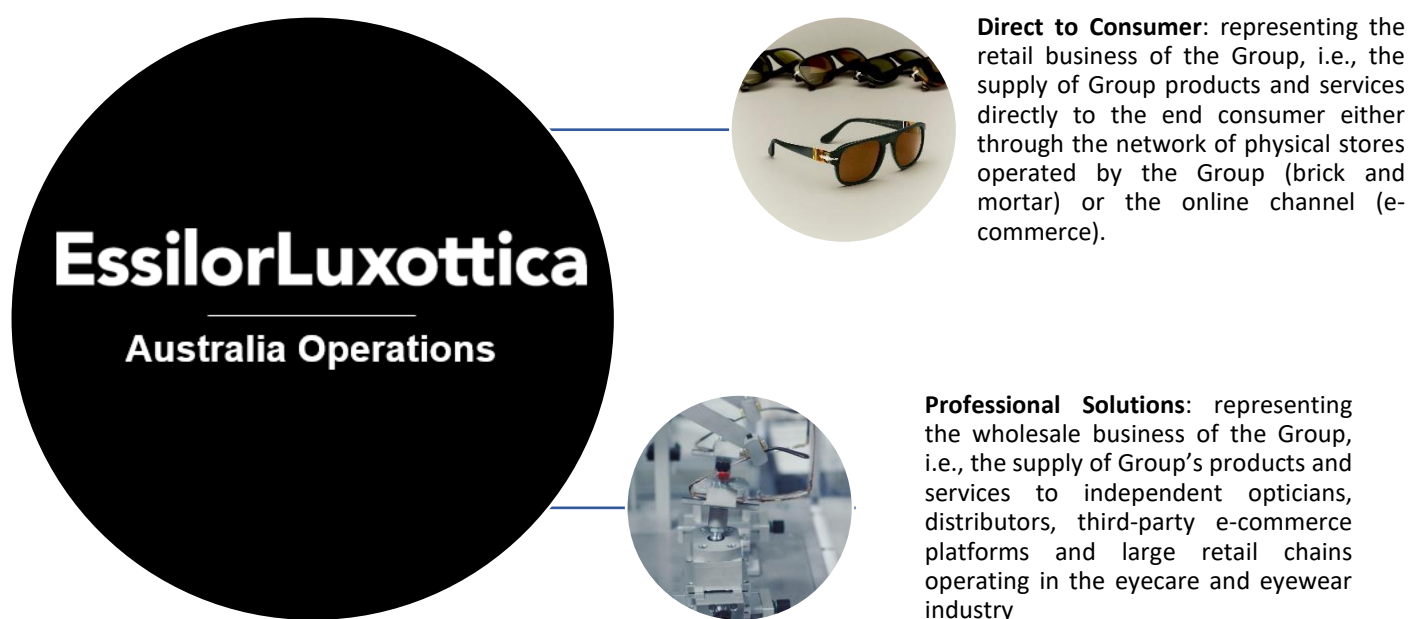 EssilorLuxottica
Australia Operations
Direct to Consumer: representing the
retail business of the Group, i.e., the
supply of Group products and services
directly to the end consumer either
through the network of physical stores
operated by the Group (brick and
mortar) or the online channel (e-
commerce).
Professional Solutions: representing
the wholesale business of the Group,
i.e., the supply of Group’s products and
services to independent opticians,
distributors, third-party e-commerce
platforms and large retail chains
operating in the eyecare and eyewear
industry